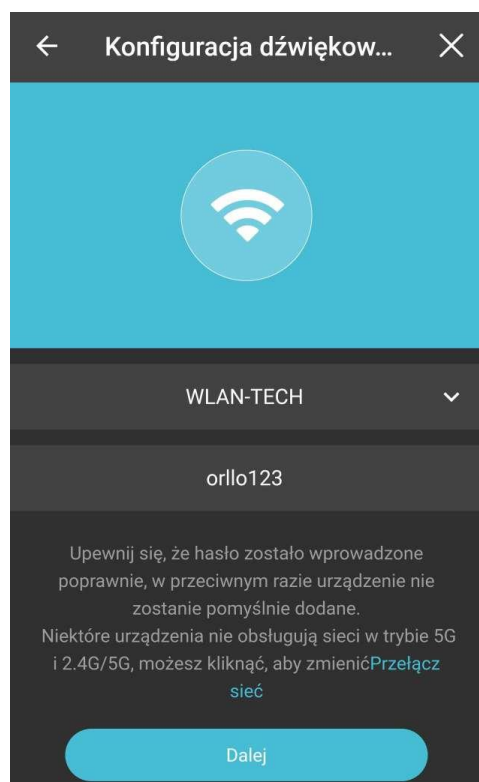 Konfiguracja dźwiękow...
WLAN-TECH
orllo123
Upewnij się, że hasło zostało wprowadzone
poprawnie, w przeciwnym razie urządzenie nie
zostanie pomyślnie dodane.
Niektóre urządzenia nie obsługują sieci w trybie 5G
i 2.4G/5G, możesz kliknąć, aby zmienićPrzełącz
sieć
Dalej